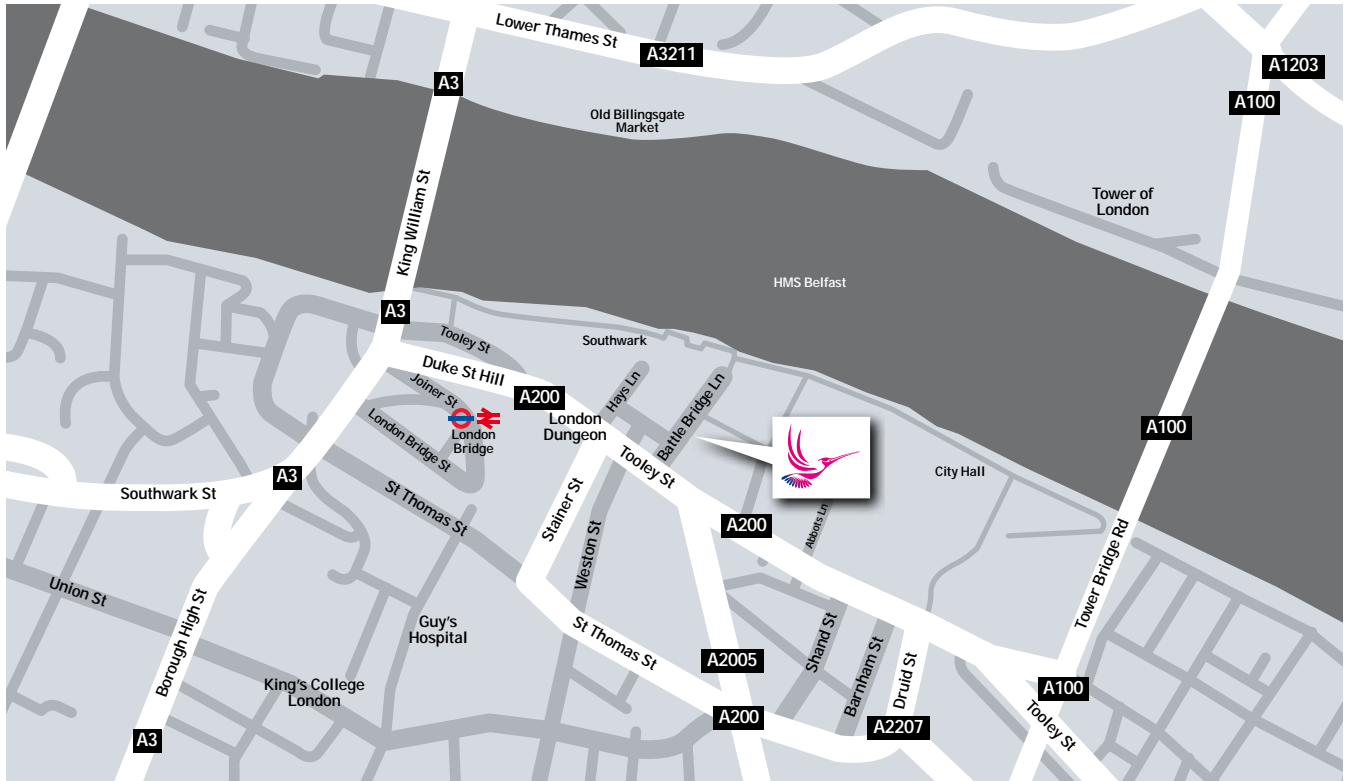 Lower Thames St
A3211
A1203
A3
A100
Old Billingsgate
Market
Tower of
London
King William St
HMS Belfast
A3
Tooley St
Southwark
Duke St Hill
Joiner St
A200
Hays Ln
Battle Bridge Ln
London
Dungeon
London
Bridge
London Bridge St
A100
Tooley St
City Hall
A3
Southwark St
St Thomas St
Stainer St
Abbots Ln
A200
Weston St
Tower Bridge Rd
Union St
Borough High St
Guy's
Hospital
St Thomas St
Shand St
Barnham St
Druid St
A2005
King's College
London
A100
A200
A2207
Tooley St
A3